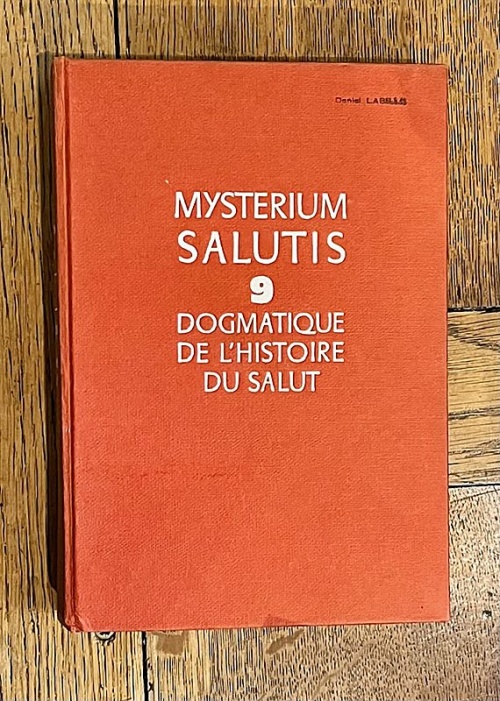 Daniel
MYSTERIUM
SALUTIS
9
DOGMATIQUE
DE L'HISTOIRE
DU SALUT